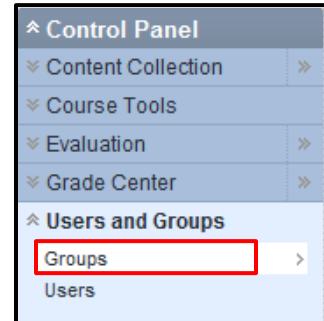 Control Panel
Content Collection
Course Tools
Evaluation
Grade Center
Users and Groups
Groups
Users